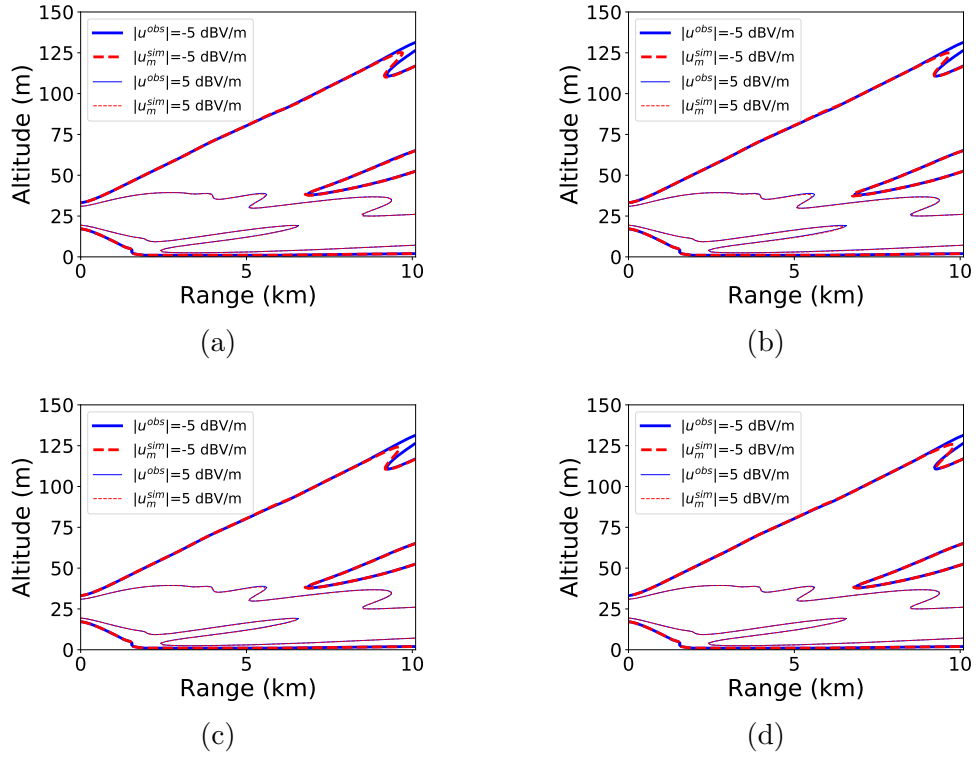 150
125
100
75
50
25
0
Altitude (m)
|u^obs|=-5 dBV/m
|u_m^sim|=-5 dBV/m
|u^obs|=5 dBV/m
|u_m^sim|=5 dBV/m
0 5 10
Range (km)
(a)
150
125
100
75
50
25
0
Altitude (m)
|u^obs|=-5 dBV/m
|u_m^sim|=-5 dBV/m
|u^obs|=5 dBV/m
|u_m^sim|=5 dBV/m
0 5 10
Range (km)
(b)
150
125
100
75
50
25
0
Altitude (m)
|u^obs|=-5 dBV/m
|u_m^sim|=-5 dBV/m
|u^obs|=5 dBV/m
|u_m^sim|=5 dBV/m
0 5 10
Range (km)
(c)
150
125
100
75
50
25
0
Altitude (m)
|u^obs|=-5 dBV/m
|u_m^sim|=-5 dBV/m
|u^obs|=5 dBV/m
|u_m^sim|=5 dBV/m
0 5 10
Range (km)
(d)